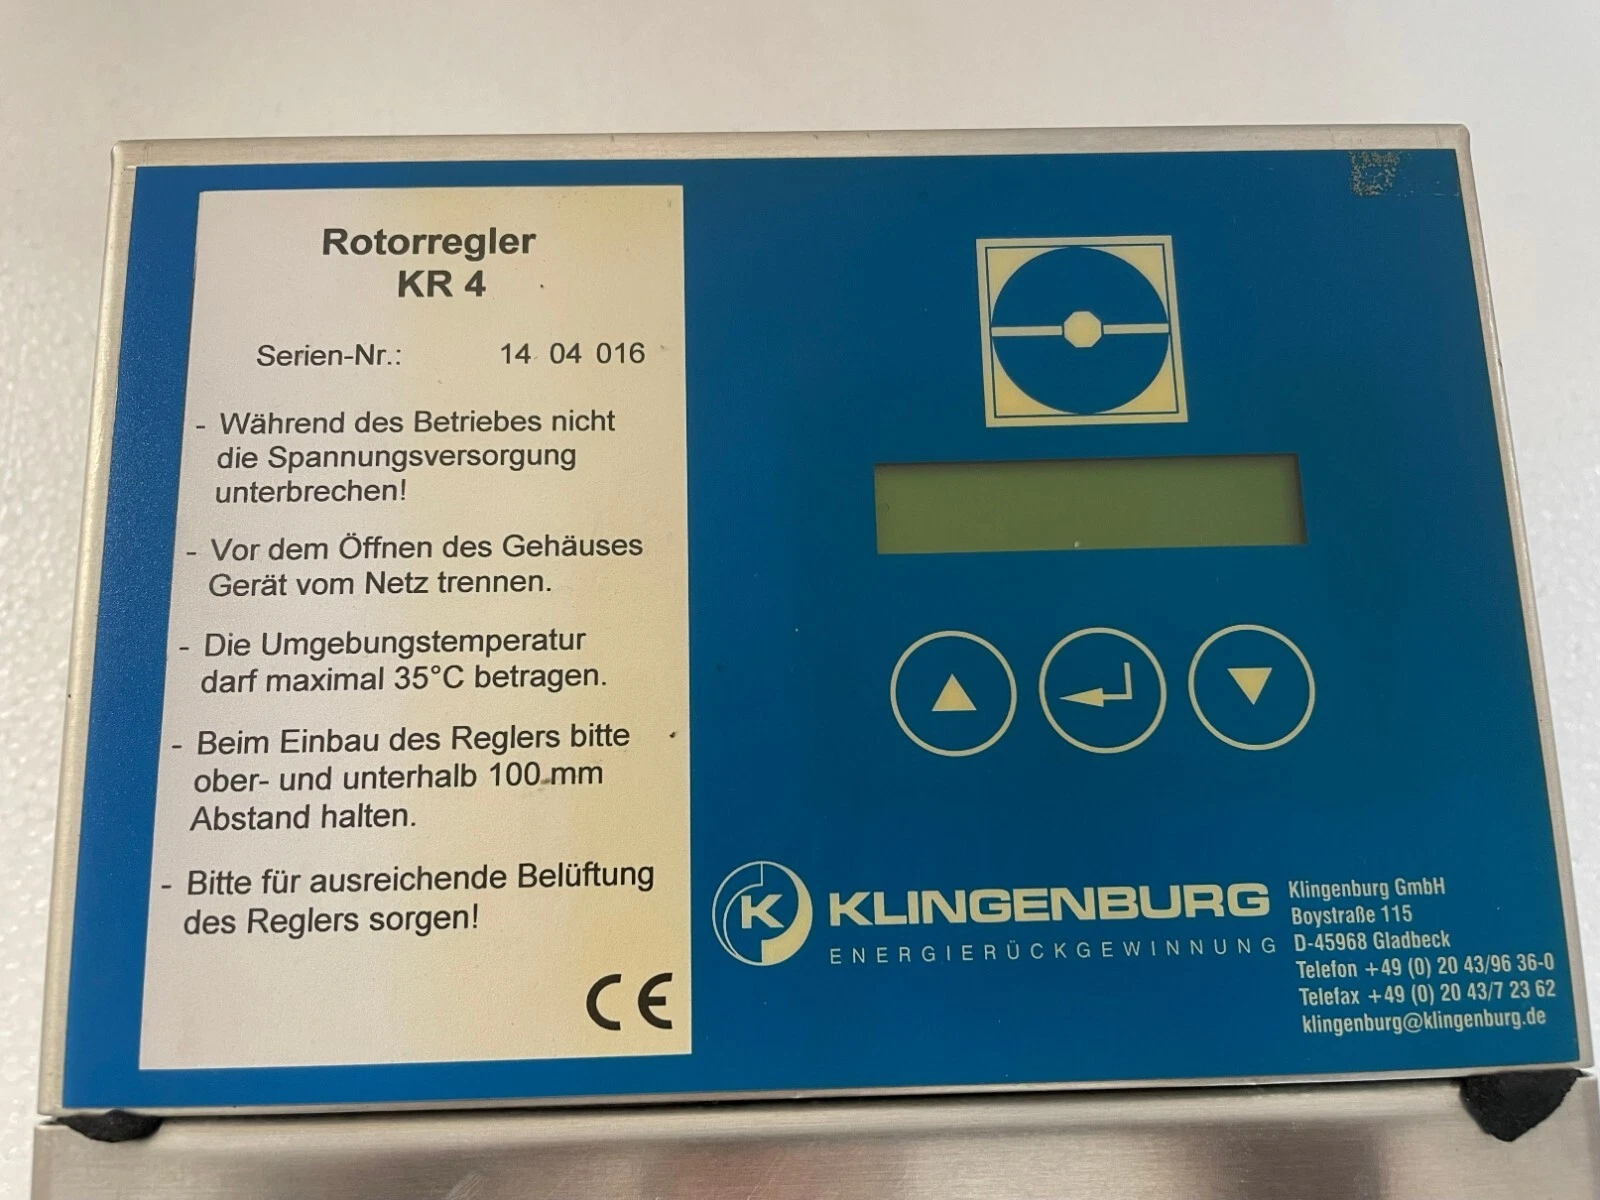 Rotorregler
KR 4
Serien-Nr.: 14 04 016
- Während des Betriebes nicht
die Spannungsversorgung
unterbrechen!
- Vor dem Öffnen des Gehäuses
Gerät vom Netz trennen.
- Die Umgebungstemperatur
darf maximal 35°C betragen.
- Beim Einbau des Reglers bitte
ober- und unterhalb 100 mm
Abstand halten.
- Bitte für ausreichende Belüftung
des Reglers sorgen!
CE
K KLINGENBURG
ENERGIERÜCKGEWINNUNG
Klingenburg GmbH
Boystraße 115
D-45968 Gladbeck
Telefon +49 (0) 20 43/96 36-0
Telefax +49 (0) 20 43/7 23 62
klingenburg@klingenburg.de